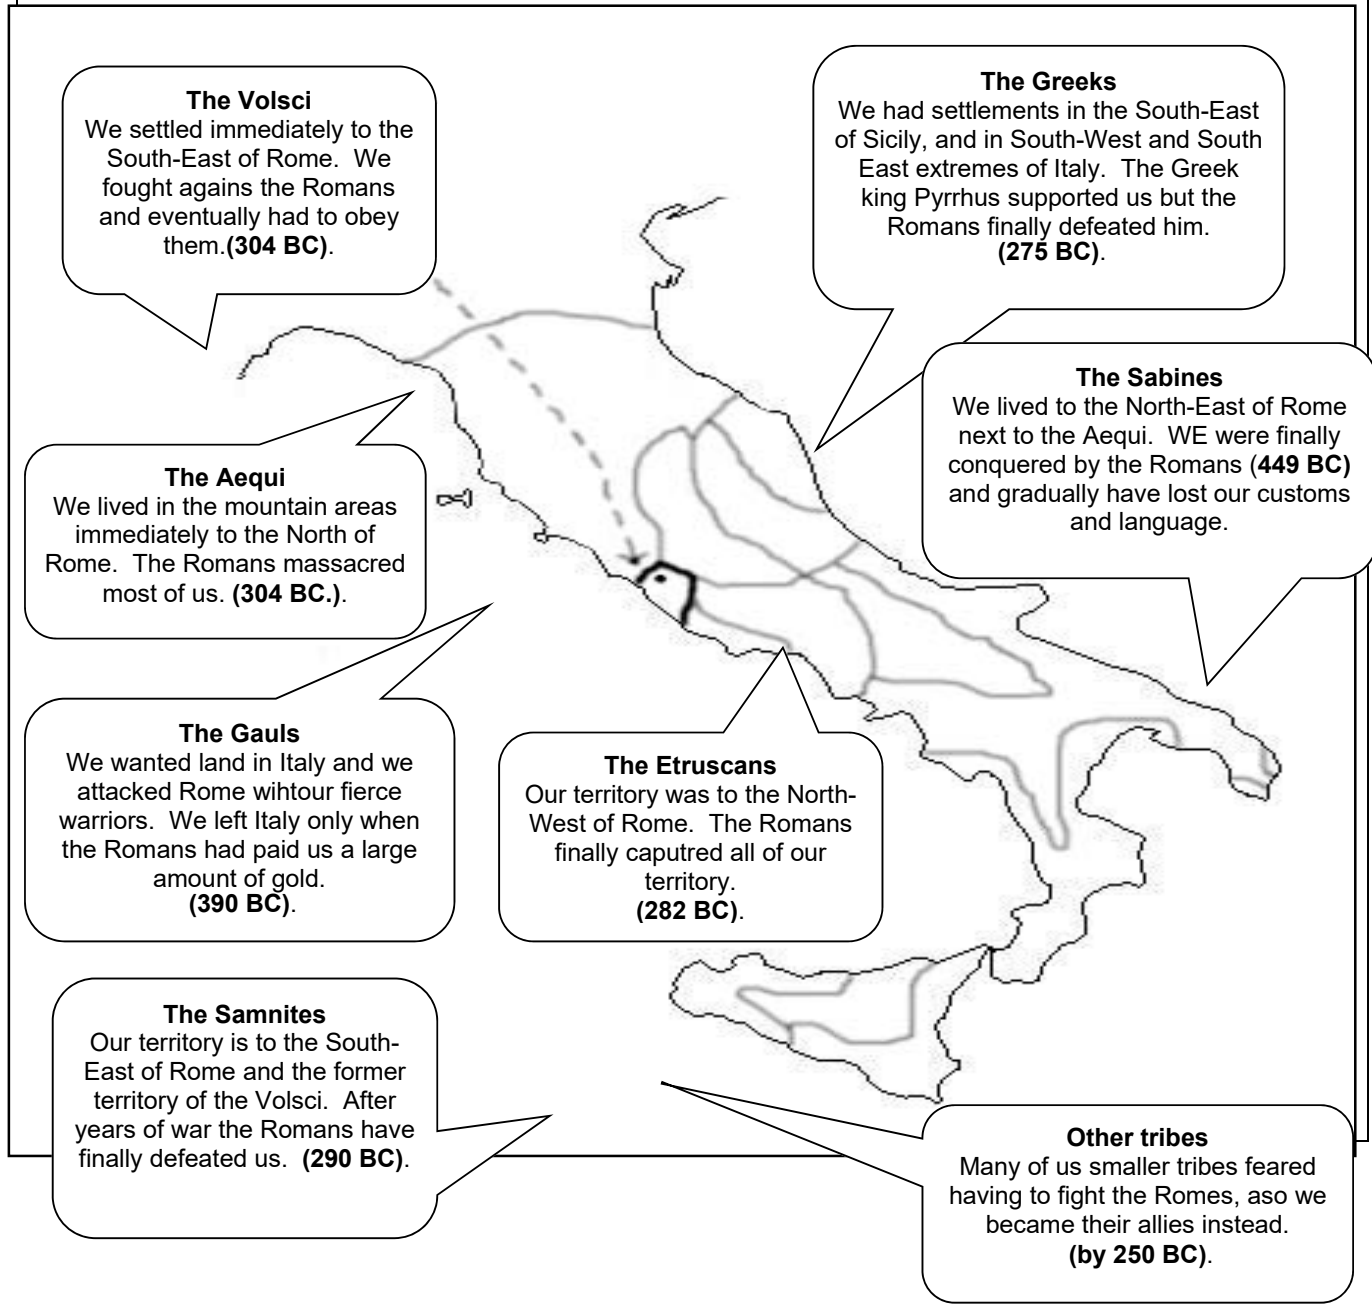 The Volsci
We settled immediately to the
South-East of Rome.  We
fought agains the Romans
and eventually had to obey
them.(304 BC).
The Greeks
We had settlements in the South-East
of Sicily, and in South-West and South
East extremes of Italy.  The Greek
king Pyrrhus supported us but the
Romans finally defeated him.
(275 BC).
The Sabines
We lived to the North-East of Rome
next to the Aequi.  WE were finally
conquered by the Romans (449 BC)
and gradually have lost our customs
and language.
The Aequi
We lived in the mountain areas
immediately to the North of
Rome.  The Romans massacred
most of us. (304 BC.).
The Gauls
We wanted land in Italy and we
attacked Rome wihtour fierce
warriors.  We left Italy only when
the Romans had paid us a large
amount of gold.
(390 BC).
The Etruscans
Our territory was to the North-
West of Rome.  The Romans
finally caputred all of our
territory.
(282 BC).
The Samnites
Our territory is to the South-
East of Rome and the former
territory of the Volsci.  After
years of war the Romans have
finally defeated us.  (290 BC).
Other tribes
Many of us smaller tribes feared
having to fight the Romes, aso we
became their allies instead.
(by 250 BC).